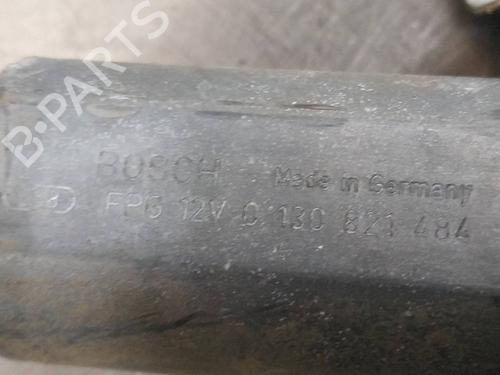 B-PARTS
BOSCH Made in Germany
FPG 12V 0 130 821 484